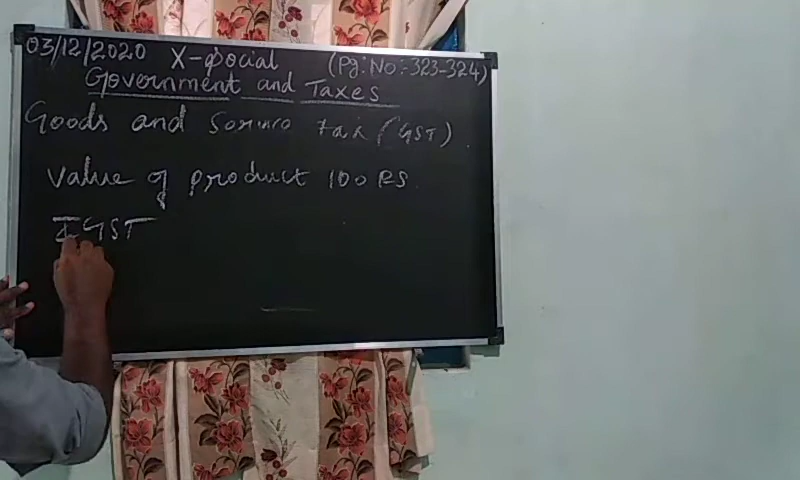 03/12/2020 X-social (Pg: No:-323-324)
Government and Taxes
Goods and Service tax (GST)
Value of product 100 RS
IGST